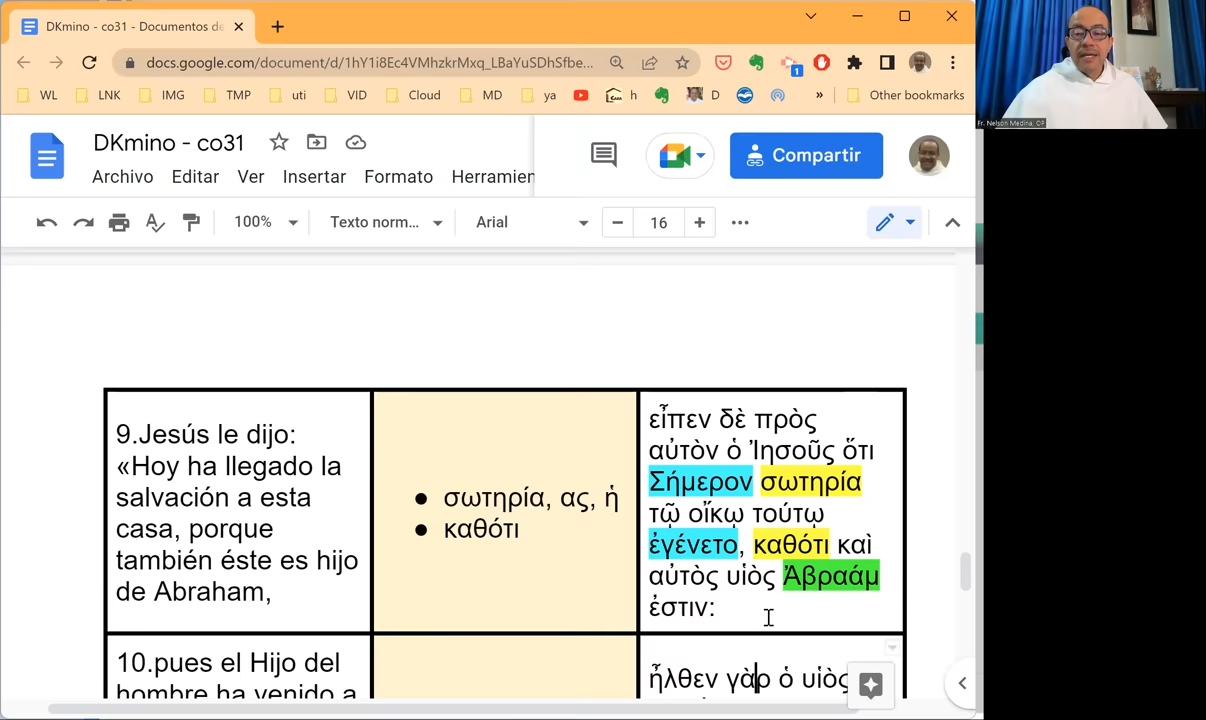 DKmino - co31 - Documentos de
docs.google.com/document/d/1hY1i8Ec4VMhzkrMxq_LBaYuSDhSfbe...
WL LNK IMG TMP uti VID Cloud MD ya h D » Other bookmarks
1
Fr. Nelson Medina, OP
DKmino - co31
Archivo Editar Ver Insertar Formato Herramien
Compartir
100% Texto norm... Arial 16
9.Jesús le dijo:
«Hoy ha llegado la
salvación a esta
casa, porque
también éste es hijo
de Abraham,
σωτηρία, ας, ἡ
καθότι
εἶπεν δὲ πρὸς
αὐτὸν ὁ Ἰησοῦς ὅτι
Σήμερον σωτηρία
τῷ οἴκῳ τούτῳ
ἐγένετο, καθότι καὶ
αὐτὸς υἱὸς Ἀβραάμ
ἐστιν:
10.pues el Hijo del
hombre ha venido a
ἦλθεν γὰρ ὁ υἱὸς